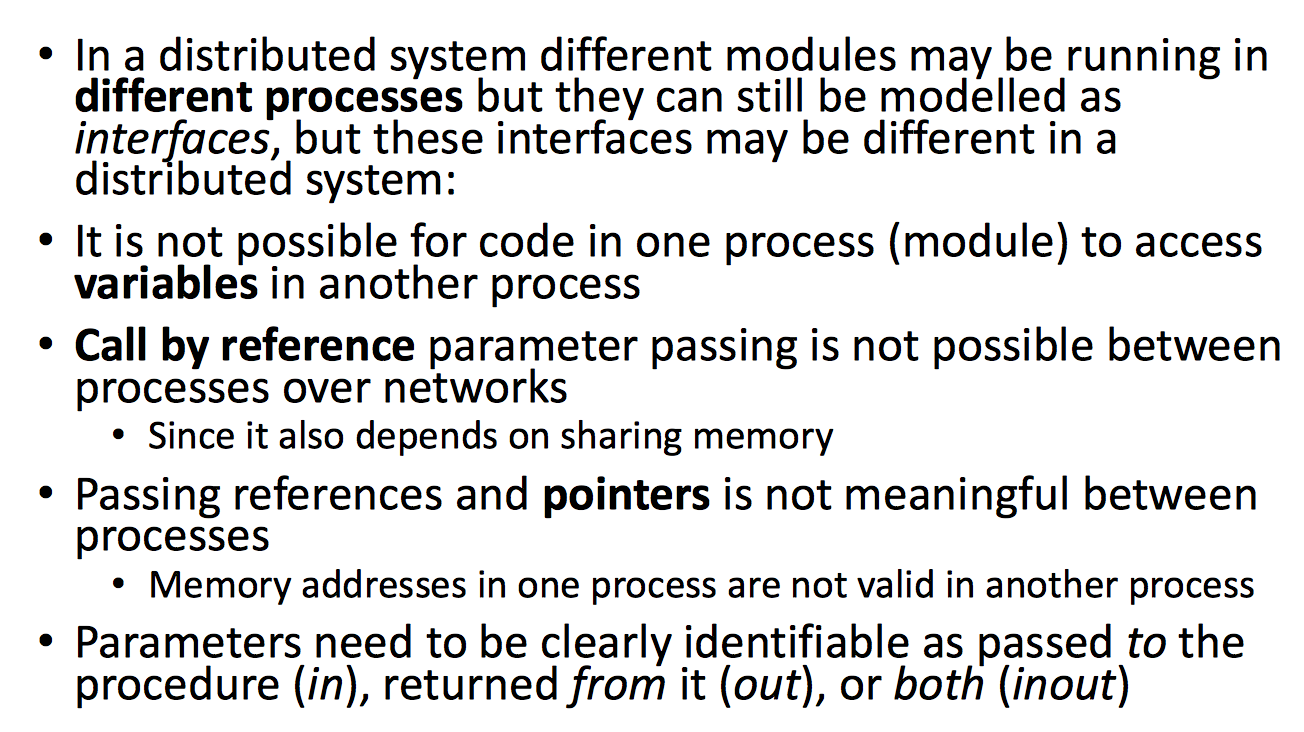 • In a distributed system different modules may be running in
different processes but they can still be modelled as
interfaces, but these interfaces may be different in a
distributed system:
• It is not possible for code in one process (module) to access
variables in another process
• Call by reference parameter passing is not possible between
processes over networks
• Since it also depends on sharing memory
• Passing references and pointers is not meaningful between
processes
• Memory addresses in one process are not valid in another process
• Parameters need to be clearly identifiable as passed to the
procedure (in), returned from it (out), or both (inout)